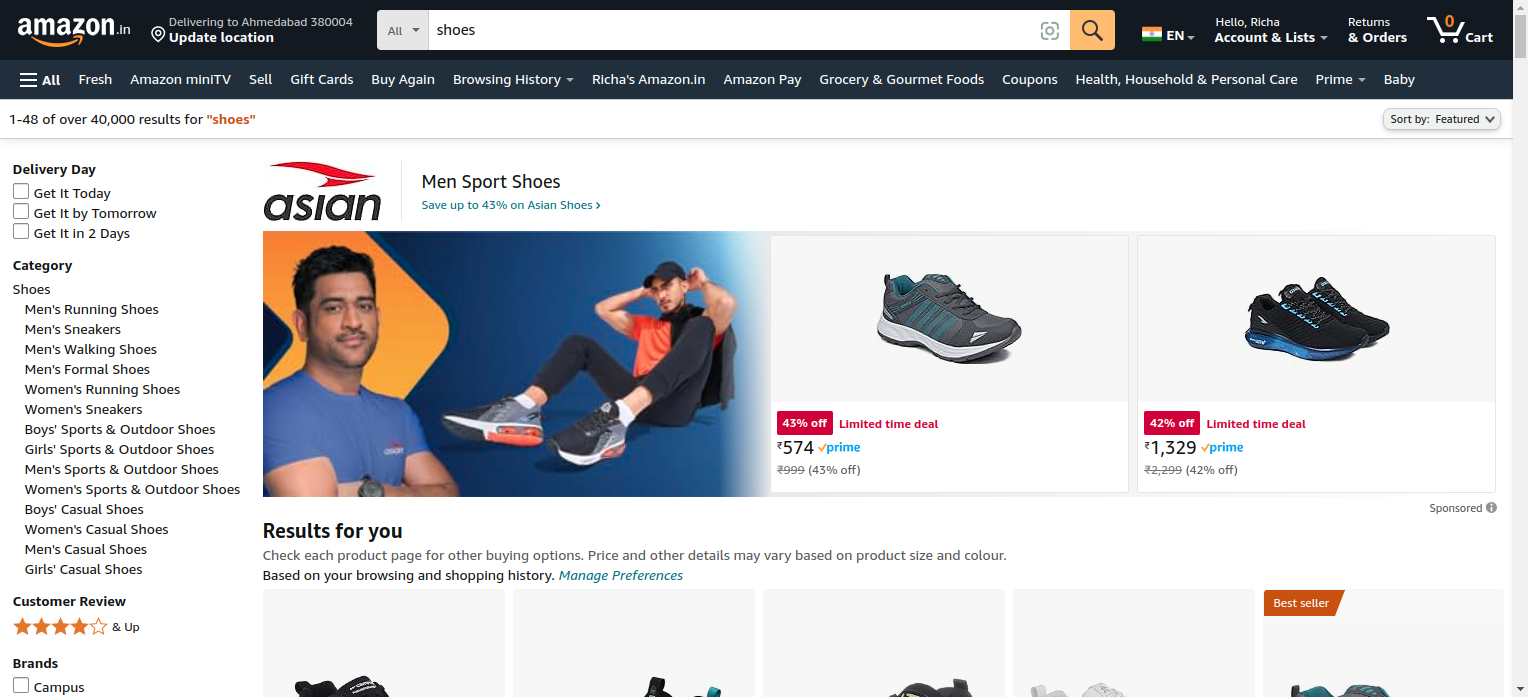 amazon.in
Delivering to Ahmedabad 380004
Update location
All
shoes
EN
Hello, Richa
Account & Lists
Returns
& Orders
0
Cart
All
Fresh
Amazon miniTV
Sell
Gift Cards
Buy Again
Browsing History
Richa's Amazon.in
Amazon Pay
Grocery & Gourmet Foods
Coupons
Health, Household & Personal Care
Prime
Baby
1-48 of over 40,000 results for "shoes"
Sort by: Featured
Delivery Day
Get It Today
Get It by Tomorrow
Get It in 2 Days
Category
Shoes
Men's Running Shoes
Men's Sneakers
Men's Walking Shoes
Men's Formal Shoes
Women's Running Shoes
Women's Sneakers
Boys' Sports & Outdoor Shoes
Girls' Sports & Outdoor Shoes
Men's Sports & Outdoor Shoes
Women's Sports & Outdoor Shoes
Boys' Casual Shoes
Women's Casual Shoes
Men's Casual Shoes
Girls' Casual Shoes
Customer Review
& Up
Brands
Campus
asian
Men Sport Shoes
Save up to 43% on Asian Shoes ›
asian
43% off Limited time deal
₹574 prime
₹999 (43% off)
42% off Limited time deal
₹1,329 prime
₹2,299 (42% off)
Sponsored
Results for you
Check each product page for other buying options. Price and other details may vary based on product size and colour.
Based on your browsing and shopping history. Manage Preferences
Best seller